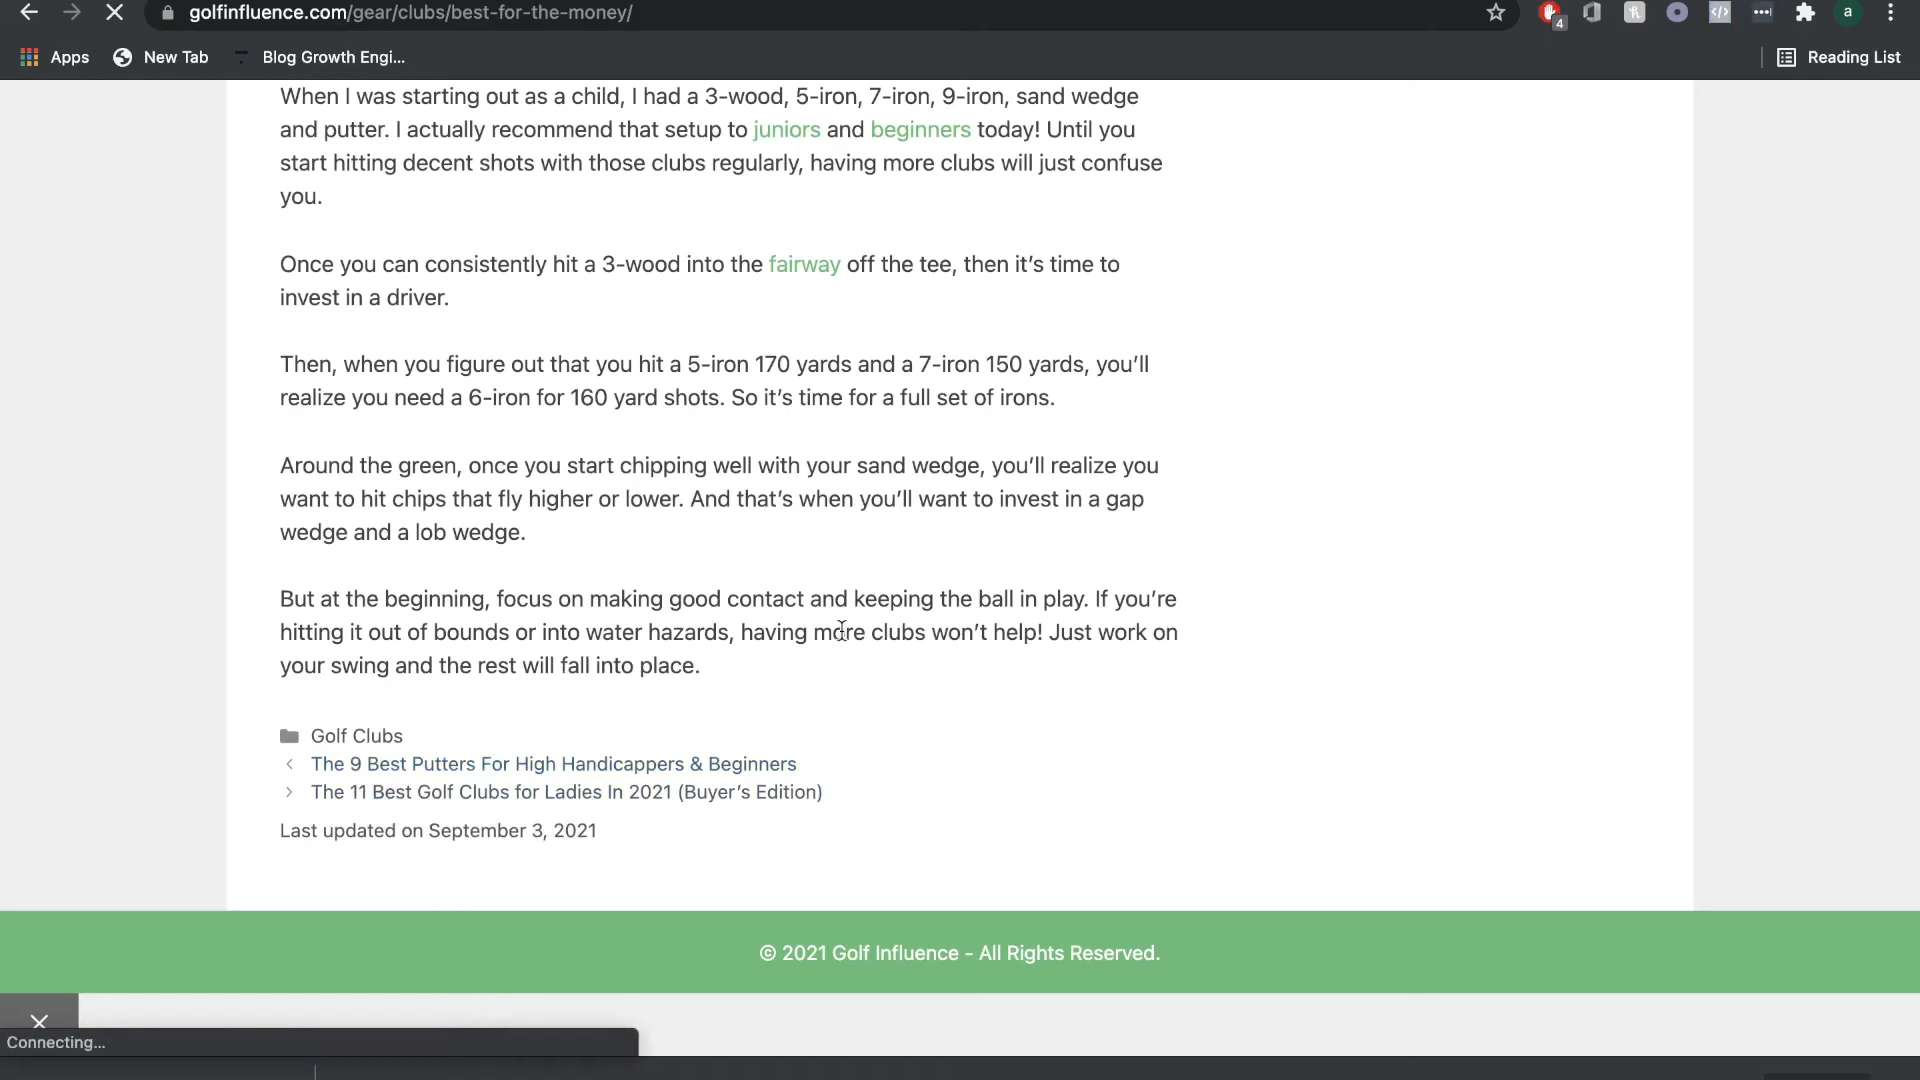 golfinfluence.com/gear/clubs/best-for-the-money/
4
a
Apps
New Tab
Blog Growth Engi...
Reading List
When I was starting out as a child, I had a 3-wood, 5-iron, 7-iron, 9-iron, sand wedge
and putter. I actually recommend that setup to juniors and beginners today! Until you
start hitting decent shots with those clubs regularly, having more clubs will just confuse
you.
Once you can consistently hit a 3-wood into the fairway off the tee, then it's time to
invest in a driver.
Then, when you figure out that you hit a 5-iron 170 yards and a 7-iron 150 yards, you'll
realize you need a 6-iron for 160 yard shots. So it's time for a full set of irons.
Around the green, once you start chipping well with your sand wedge, you'll realize you
want to hit chips that fly higher or lower. And that's when you'll want to invest in a gap
wedge and a lob wedge.
But at the beginning, focus on making good contact and keeping the ball in play. If you're
hitting it out of bounds or into water hazards, having more clubs won't help! Just work on
your swing and the rest will fall into place.
Golf Clubs
The 9 Best Putters For High Handicappers & Beginners
The 11 Best Golf Clubs for Ladies In 2021 (Buyer's Edition)
Last updated on September 3, 2021
© 2021 Golf Influence - All Rights Reserved.
Connecting...